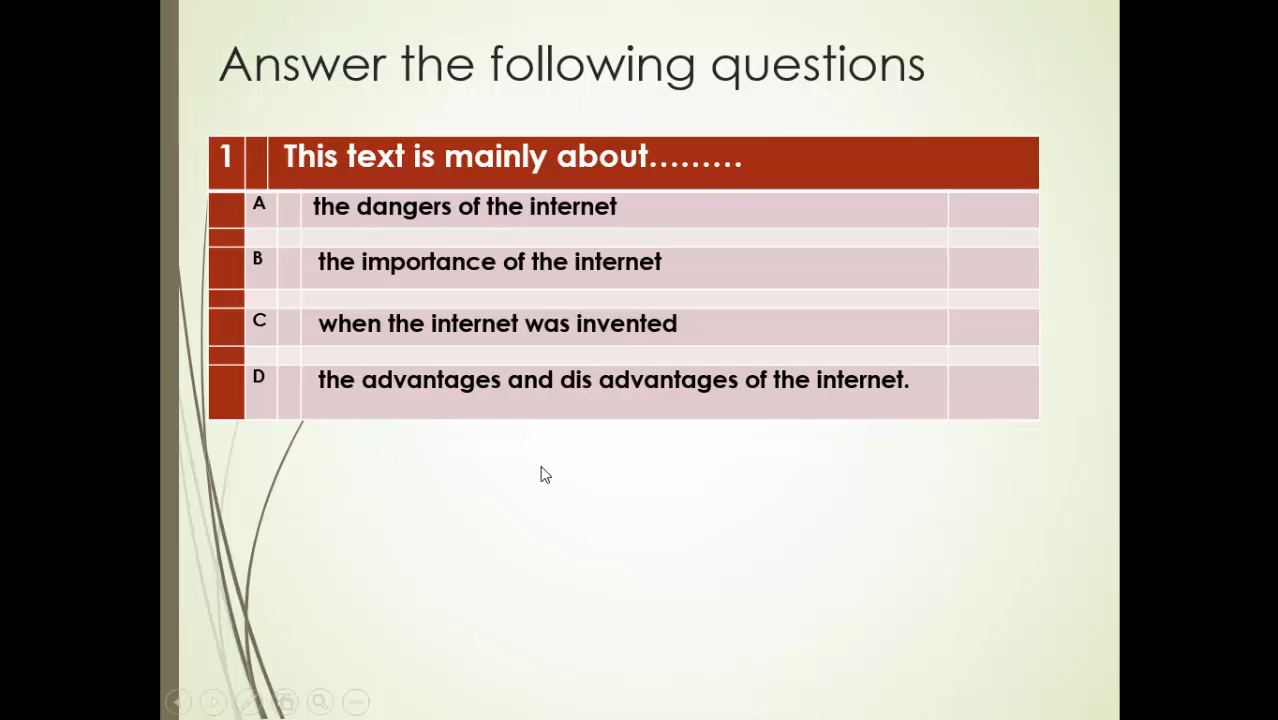 Answer the following questions
1 This text is mainly about.........
A the dangers of the internet
B the importance of the internet
C when the internet was invented
D the advantages and dis advantages of the internet.